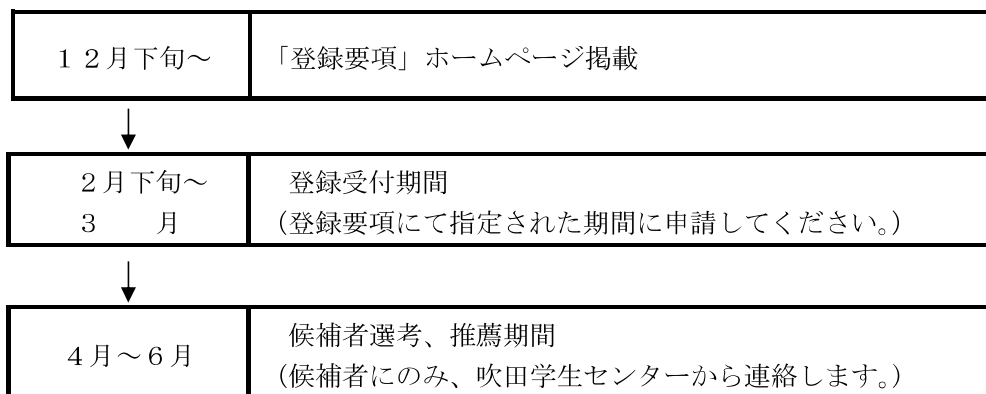 １２月下旬～
「登録要項」ホームページ掲載
２月下旬～
３　　月
登録受付期間
（登録要項にて指定された期間に申請してください。）
４月～６月
候補者選考、推薦期間
（候補者にのみ、吹田学生センターから連絡します。）